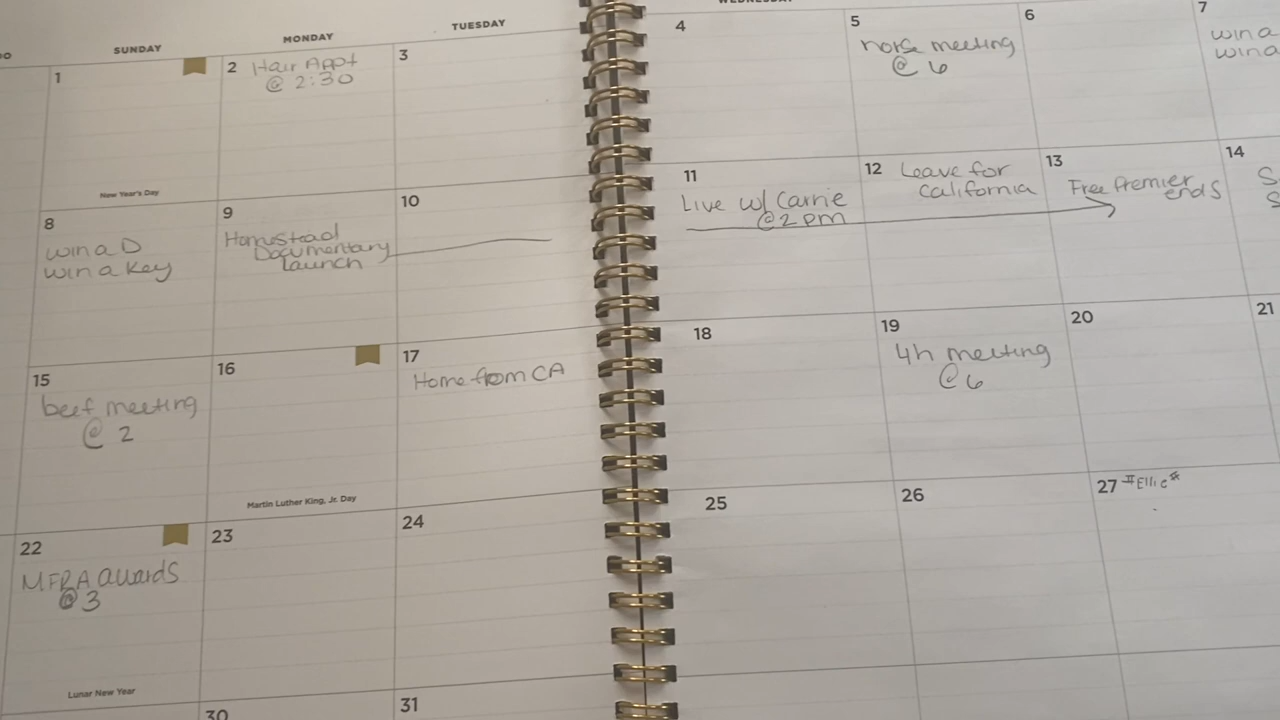 SUNDAY
MONDAY
TUESDAY
1
New Year's Day
2 Hair Appt
@ 2:30
3
4
5
horse meeting
@ 6
6
7
win a
win a
8
win a D
win a key
9
Homestead
Documentary
Launch
10
11
Live w/ Carrie
@ 2 pm
12 Leave for
California
13
Free Premier
ends
14
S
S
15
beef meeting
@ 2
16
Martin Luther King, Jr. Day
17
Home from CA
18
19
4h meeting
@ 6
20
21
22
MFRA awards
@ 3
Lunar New Year
23
24
25
26
27 #Ellie#
30
31